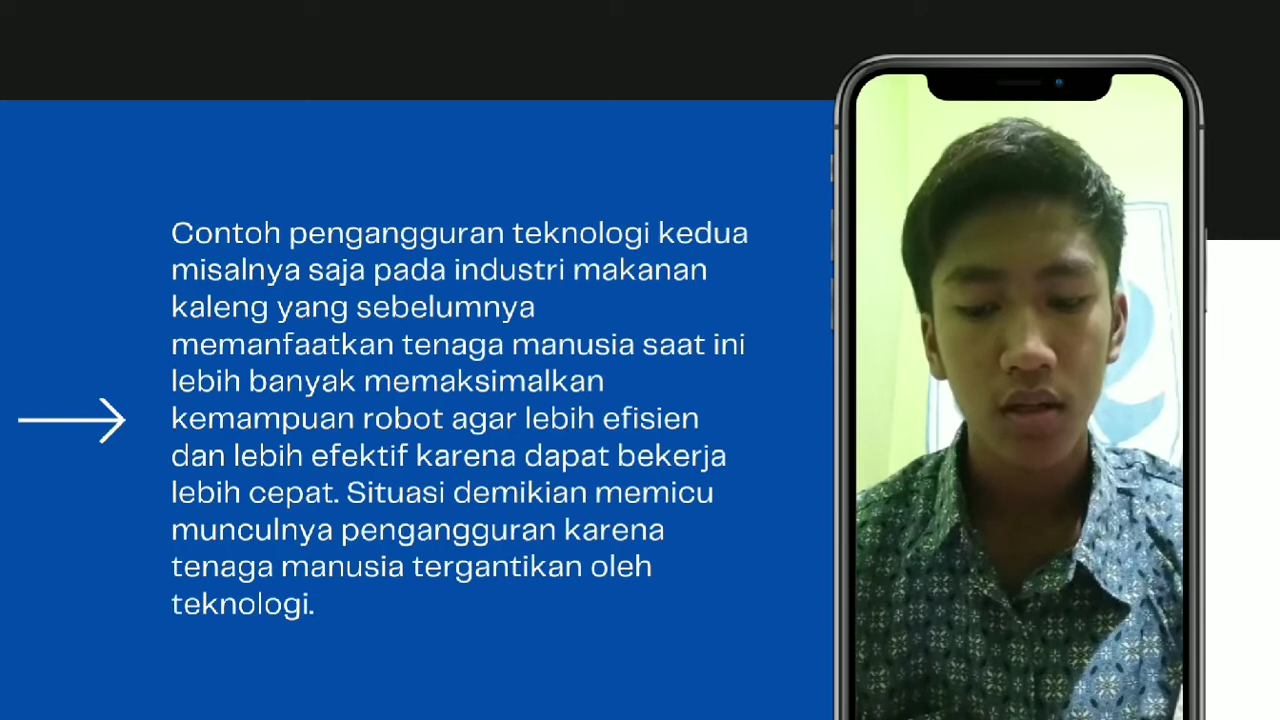 Contoh pengangguran teknologi kedua
misalnya saja pada industri makanan
kaleng yang sebelumnya
memanfaatkan tenaga manusia saat ini
lebih banyak memaksimalkan
kemampuan robot agar lebih efisien
dan lebih efektif karena dapat bekerja
lebih cepat. Situasi demikian memicu
munculnya pengangguran karena
tenaga manusia tergantikan oleh
teknologi.